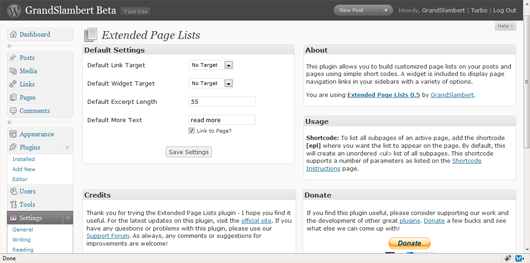 GrandSlambert Beta
Visit Site
New Post
Howdy, GrandSlambert | Turbo | Log Out
Help
Dashboard
Posts
Media
Links
Pages
Comments
Appearance
Plugins
Installed
Add New
Editor
Users
Tools
Settings
General
Writing
Reading
Extended Page Lists
Default Settings
Default Link Target No Target
Default Widget Target No Target
Default Excerpt Length 55
Default More Text read more
Link to Page?
Save Settings
About
This plugin allows you to build customized page lists on your posts and
pages using simple short codes. A widget is included to display page
navigation links in your sidebars with a variety of options.
You are using Extended Page Lists 0.5 by GrandSlambert.
Usage
Shortcode: To list all subpages of an active page, add the shortcode
[epl] where you want the list to appear on the page. By default, this
will create an unordered <ul> list of all subpages. This shortcode
supports a number of parameters as listed on the Shortcode
Instructions page.
Credits
Thank you for trying the Extended Page Lists plugin - I hope you find it
useful. For the latest updates on this plugin, visit the official site. If
you have any questions or problems with this plugin, please use our
Support Forum. As always, any comments or suggestions for
improvements are welcome!
Donate
If you find this plugin useful, please consider supporting our work and
the development of other great plugins. Donate a few bucks and see
what else we can come up with!
Donate
Done